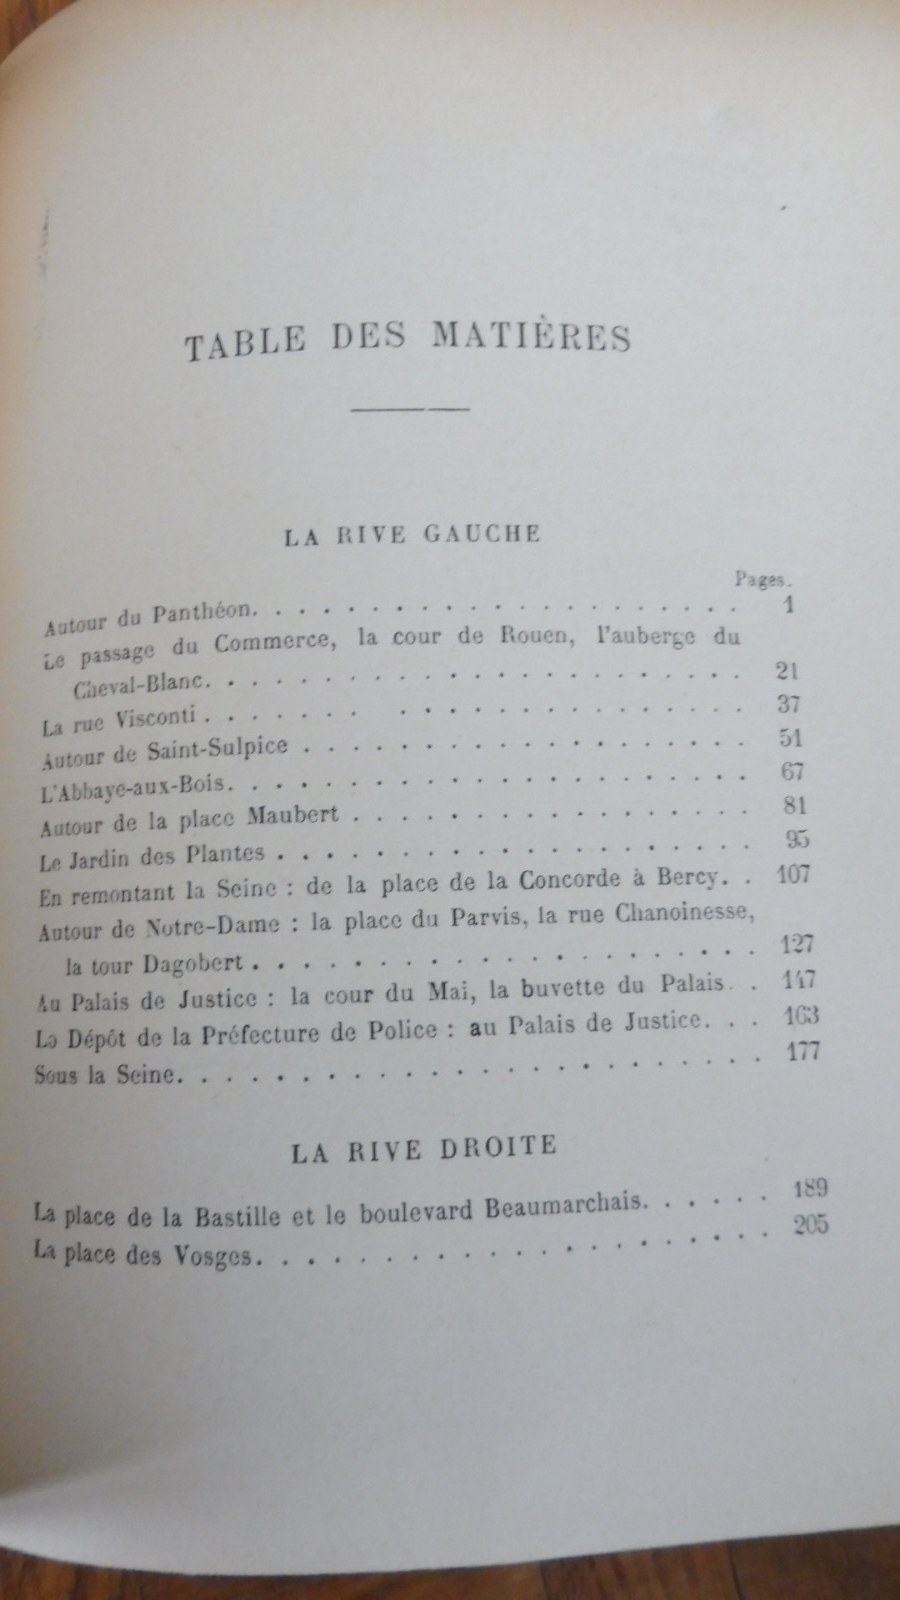 TABLE DES MATIÈRES
LA RIVE GAUCHE
Pages.
Autour du Panthéon. . . . . . . . . . . . . . . . . . . . 1
Le passage du Commerce, la cour de Rouen, l'auberge du
Cheval-Blanc. . . . . . . . . . . . . . . . . . . . . . 21
La rue Visconti . . . . . . . . . . . . . . . . . . . . . 37
Autour de Saint-Sulpice . . . . . . . . . . . . . . . . . . 51
L'Abbaye-aux-Bois. . . . . . . . . . . . . . . . . . . . . 67
Autour de la place Maubert . . . . . . . . . . . . . . . . 81
Le Jardin des Plantes . . . . . . . . . . . . . . . . . . . 95
En remontant la Seine : de la place de la Concorde à Bercy. . 107
Autour de Notre-Dame : la place du Parvis, la rue Chanoinesse,
la tour Dagobert . . . . . . . . . . . . . . . . . . . . 127
Au Palais de Justice : la cour du Mai, la buvette du Palais. . 147
Le Dépôt de la Préfecture de Police : au Palais de Justice. . . 163
Sous la Seine. . . . . . . . . . . . . . . . . . . . . . . 177
LA RIVE DROITE
La place de la Bastille et le boulevard Beaumarchais. . . . . . 189
La place des Vosges. . . . . . . . . . . . . . . . . . . . 205